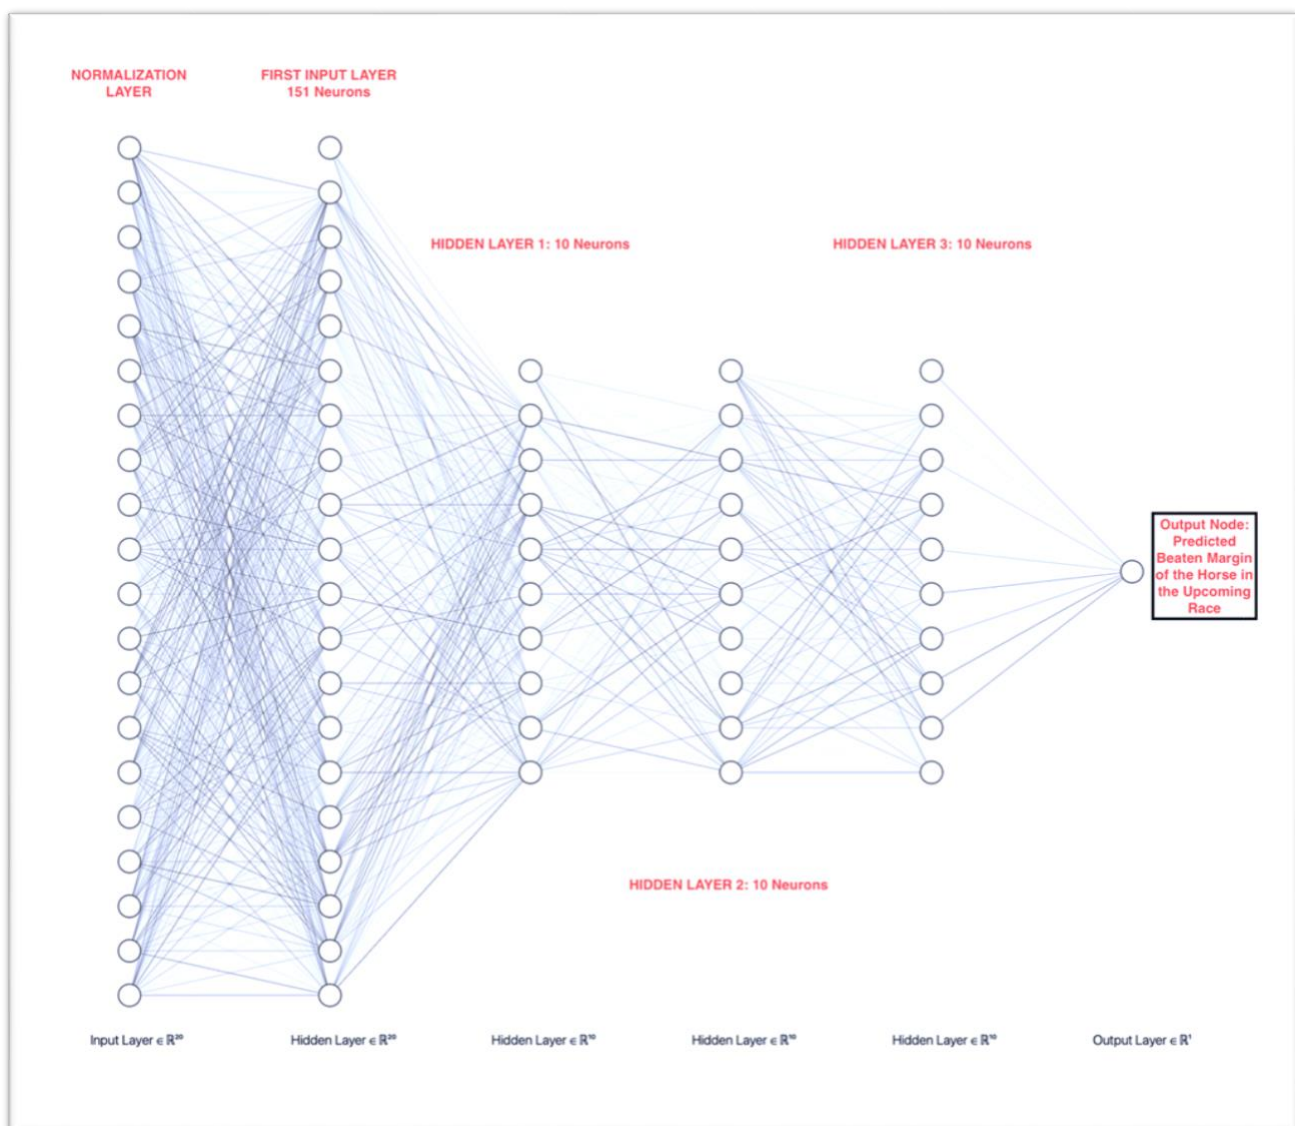 NORMALIZATION
LAYER
FIRST INPUT LAYER
151 Neurons
HIDDEN LAYER 1: 10 Neurons
HIDDEN LAYER 3: 10 Neurons
Output Node:
Predicted
Beaten Margin
of the Horse in
the Upcoming
Race
HIDDEN LAYER 2: 10 Neurons
Input Layer ∈ ℝ²⁰
Hidden Layer ∈ ℝ²⁰
Hidden Layer ∈ ℝ¹⁰
Hidden Layer ∈ ℝ¹⁰
Hidden Layer ∈ ℝ¹⁰
Output Layer ∈ ℝ¹